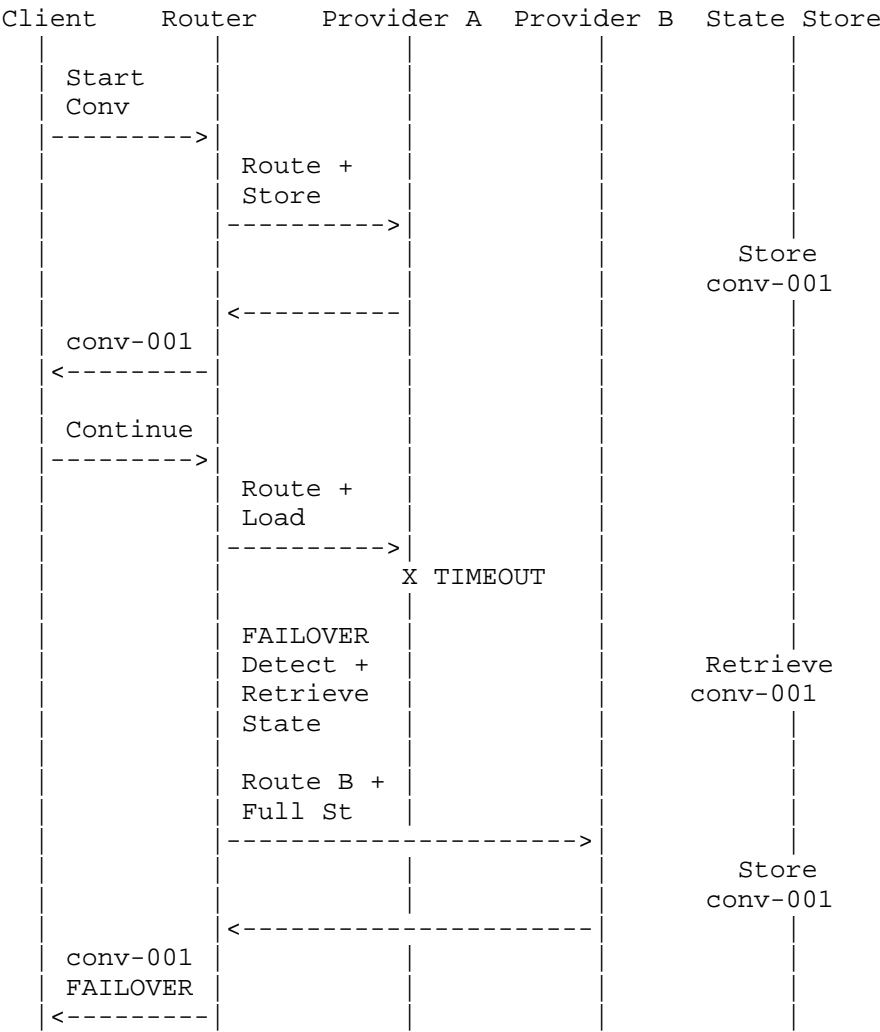 Client Router Provider A Provider B State Store
Start
Conv
Route +
Store
Store
conv-001
conv-001
Continue
Route +
Load
X TIMEOUT
FAILOVER
Detect + Retrieve
Retrieve conv-001
State
Route B +
Full St
Store
conv-001
conv-001
FAILOVER